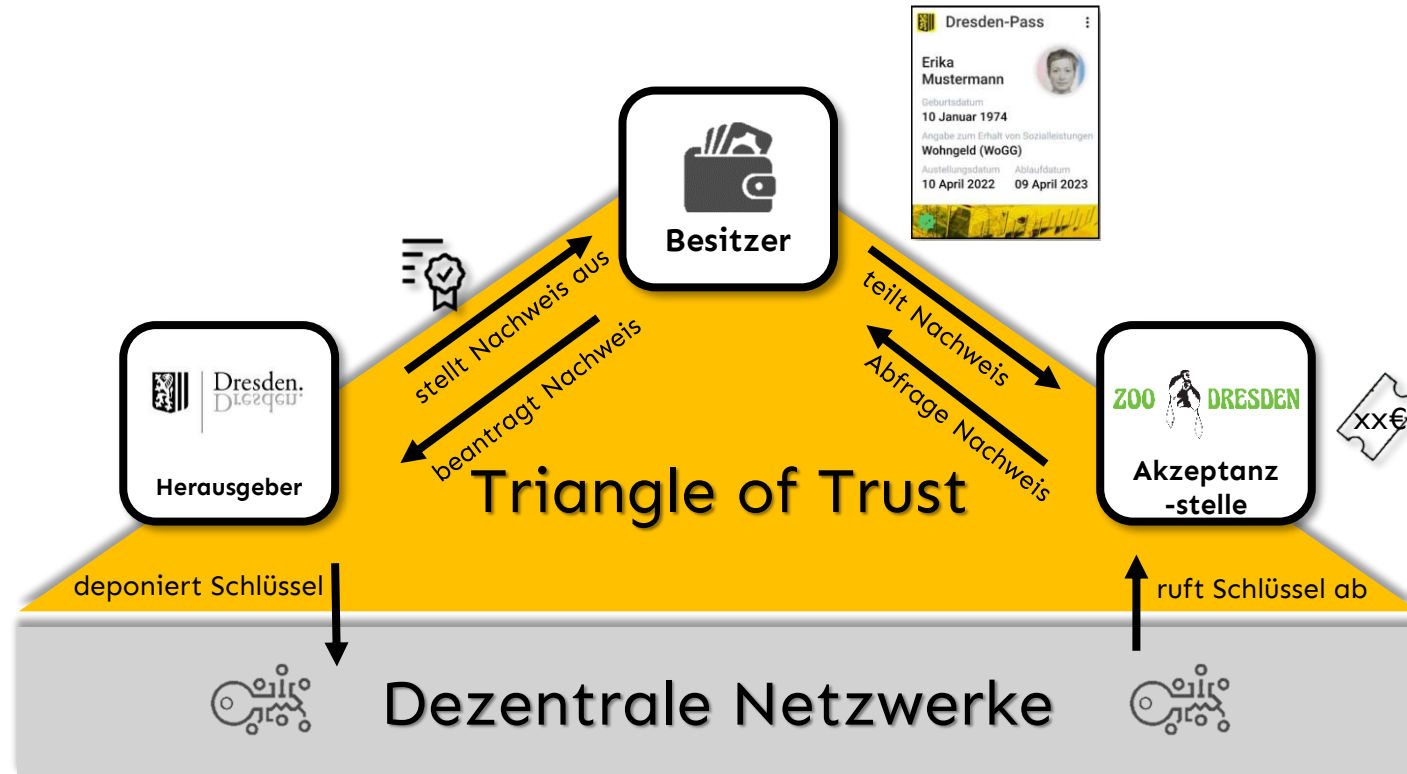 Dresden-Pass
Erika
Mustermann
Geburtsdatum
10 Januar 1974
Angabe zum Erhalt von Sozialleistungen
Wohngeld (WoGG)
Austellungsdatum Ablaufdatum
10 April 2022 09 April 2023
Besitzer
stellt Nachweis aus
beantragt Nachweis
teilt Nachweis
Abfrage Nachweis
Dresden.
Dresden.
Herausgeber
ZOO DRESDEN
Akzeptanz
-stelle
xx€
Triangle of Trust
deponiert Schlüssel
ruft Schlüssel ab
Dezentrale Netzwerke